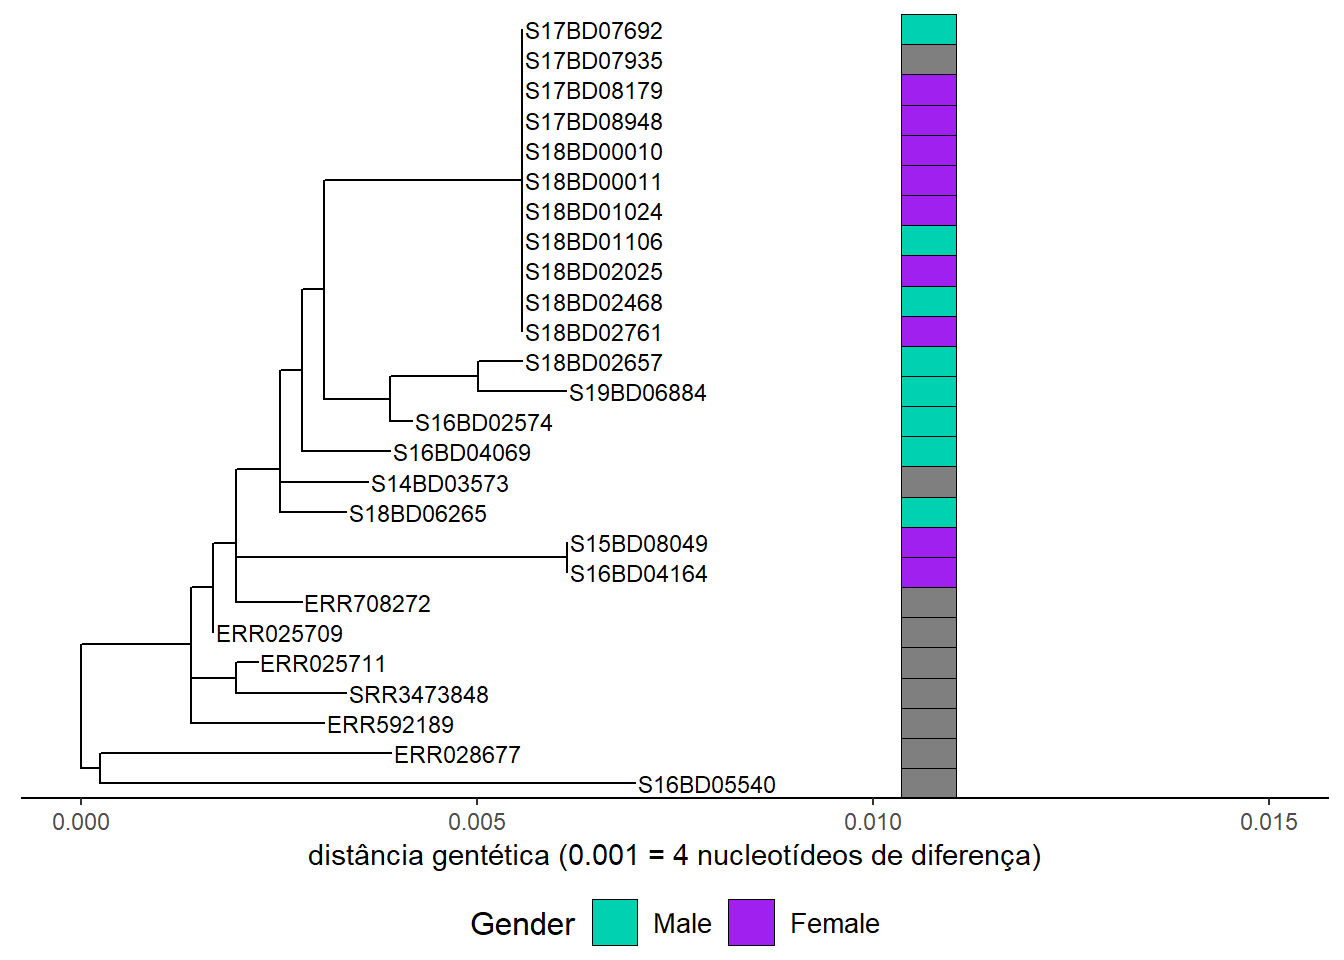 S17BD07692
S17BD07935
S17BD08179
S17BD08948
S18BD00010
S18BD00011
S18BD01024
S18BD01106
S18BD02025
S18BD02468
S18BD02761
S18BD02657
S19BD06884
S16BD02574
S16BD04069
S14BD03573
S18BD06265
S15BD08049
S16BD04164
ERR708272
ERR025709
ERR025711
SRR3473848
ERR592189
ERR028677
S16BD05540
0.000 0.005 0.010 0.015
distância gentética (0.001 = 4 nucleotídeos de diferença)
Gender Male Female